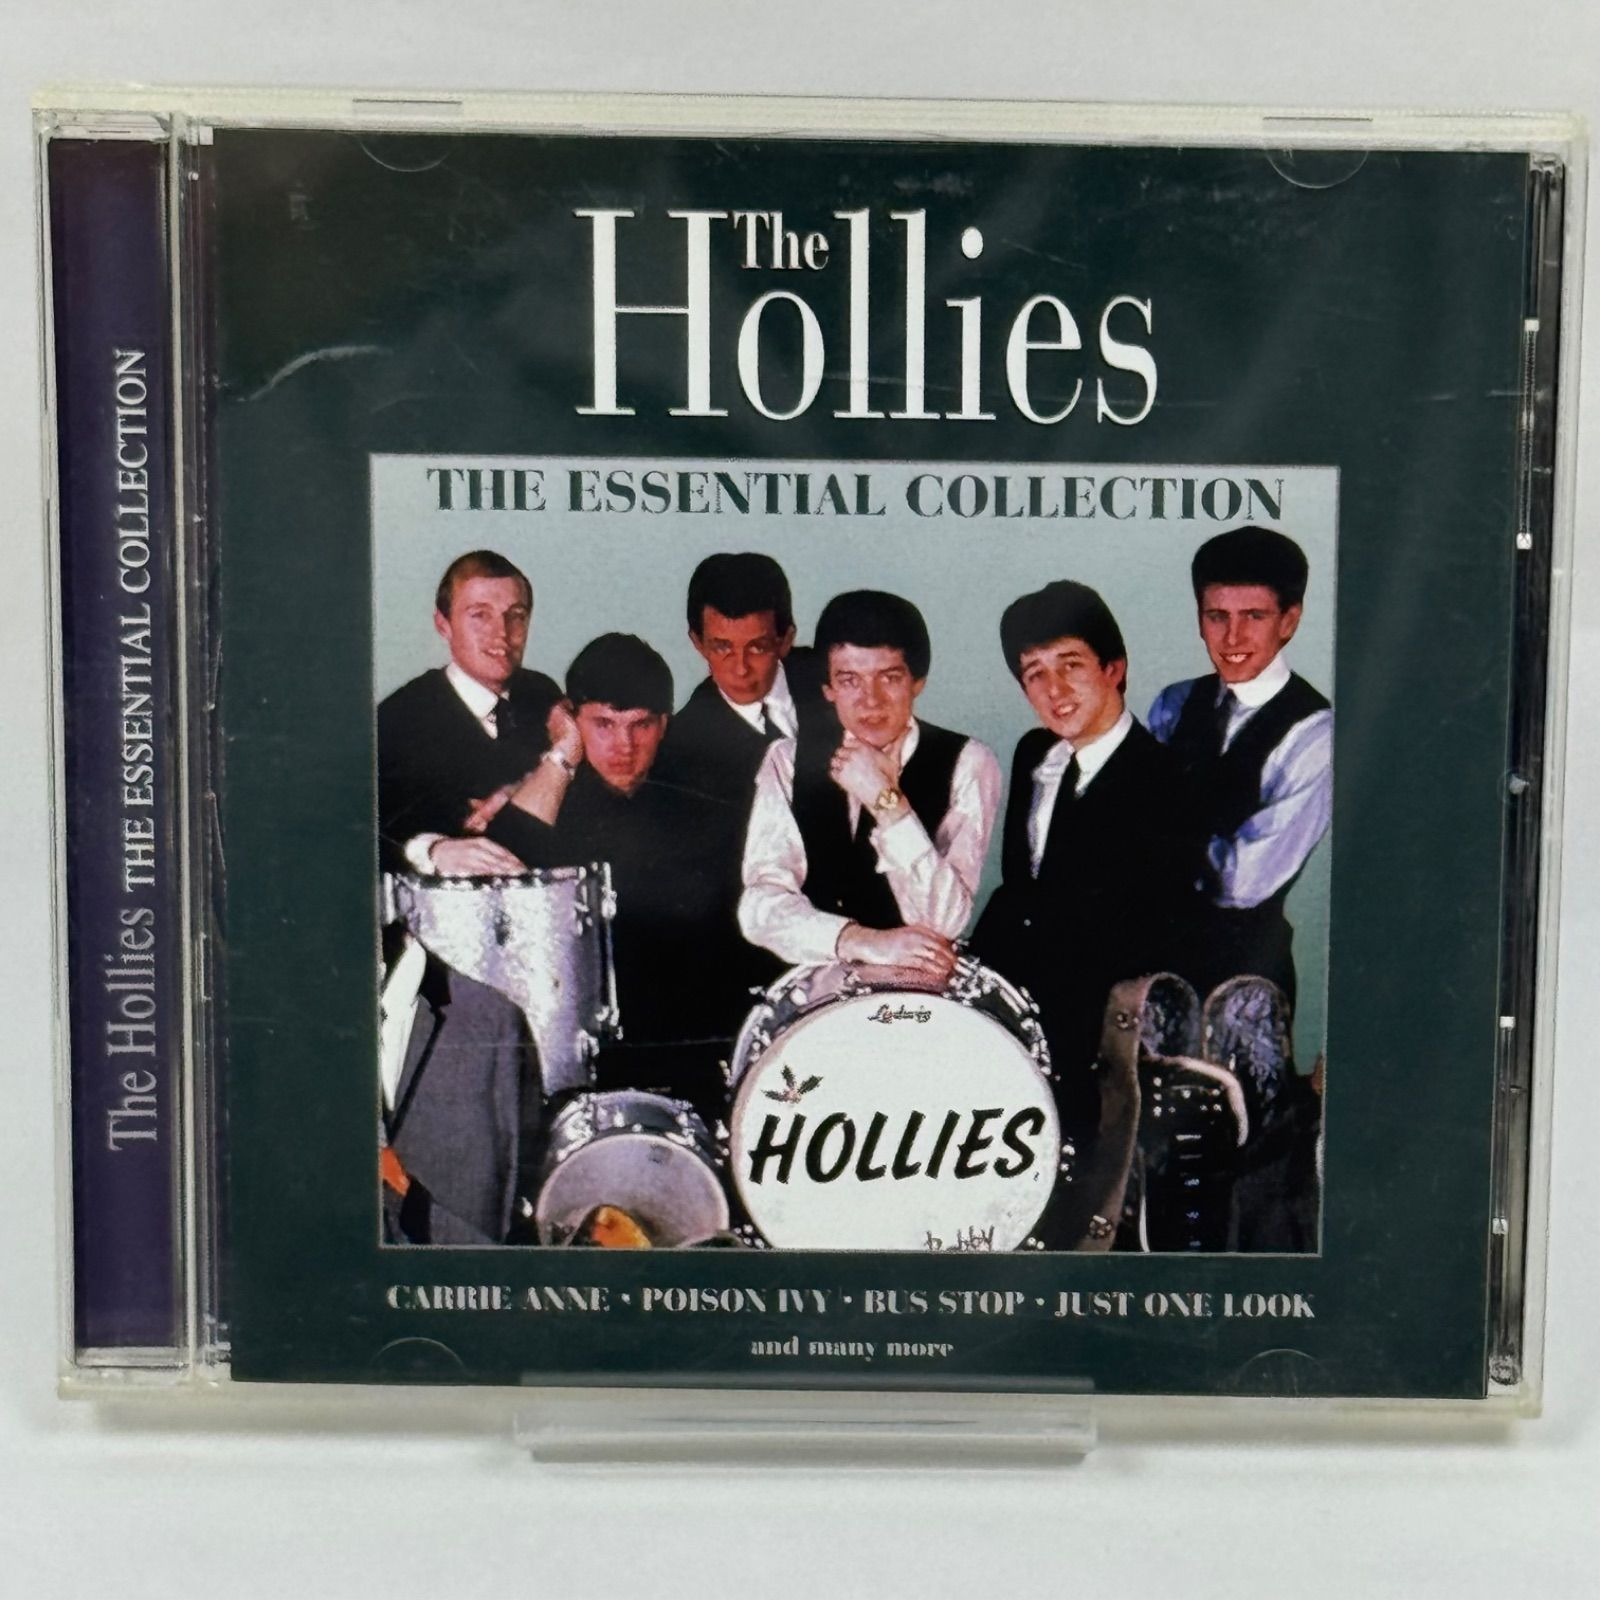 The Hollies THE ESSENTIAL COLLECTION
The
Hollies
THE ESSENTIAL COLLECTION
Ludwig
HOLLIES
CARRIE ANNE • POISON IVY • BUS STOP • JUST ONE LOOK
and many more